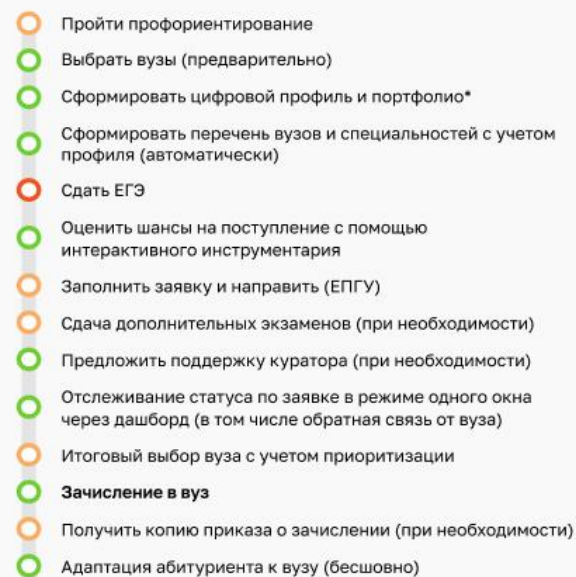 Пройти профориентирование
Выбрать вузы (предварительно)
Сформировать цифровой профиль и портфолио*
Сформировать перечень вузов и специальностей с учетом
профиля (автоматически)
Сдать ЕГЭ
Оценить шансы на поступление с помощью
интерактивного инструментария
Заполнить заявку и направить (ЕПГУ)
Сдача дополнительных экзаменов (при необходимости)
Предложить поддержку куратора (при необходимости)
Отслеживание статуса по заявке в режиме одного окна
через дашборд (в том числе обратная связь от вуза)
Итоговый выбор вуза с учетом приоритизации
Зачисление в вуз
Получить копию приказа о зачислении (при необходимости)
Адаптация абитуриента к вузу (бесшовно)